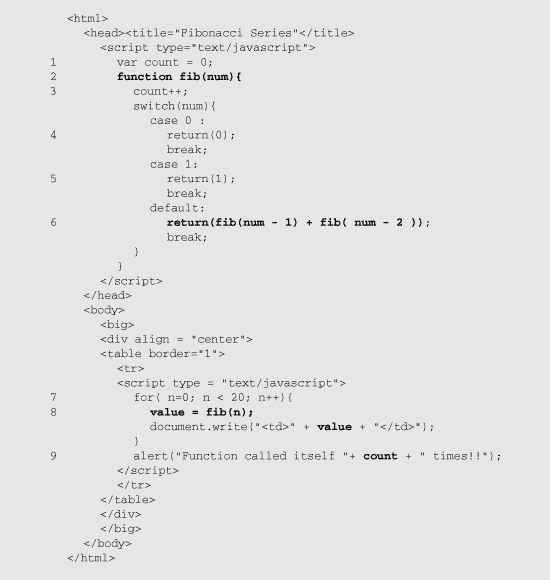 <html>
<head><title="Fibonacci Series"</title>
<script type="text/javascript">
1 var count = 0;
2 function fib(num){
3 count++;
switch(num){
case 0 :
4 return(0);
break;
case 1:
5 return(1);
break;
default:
6 return(fib(num - 1) + fib( num - 2 ));
break;
}
}
</script>
</head>
<body>
<big>
<div align = "center">
<table border="1">
<tr>
<script type = "text/javascript">
7 for( n=0; n < 20; n++){
8 value = fib(n);
document.write("<td>" + value + "</td>");
}
9 alert("Function called itself "+ count + " times!!");
</script>
</tr>
</table>
</div>
</big>
</body>
</html>